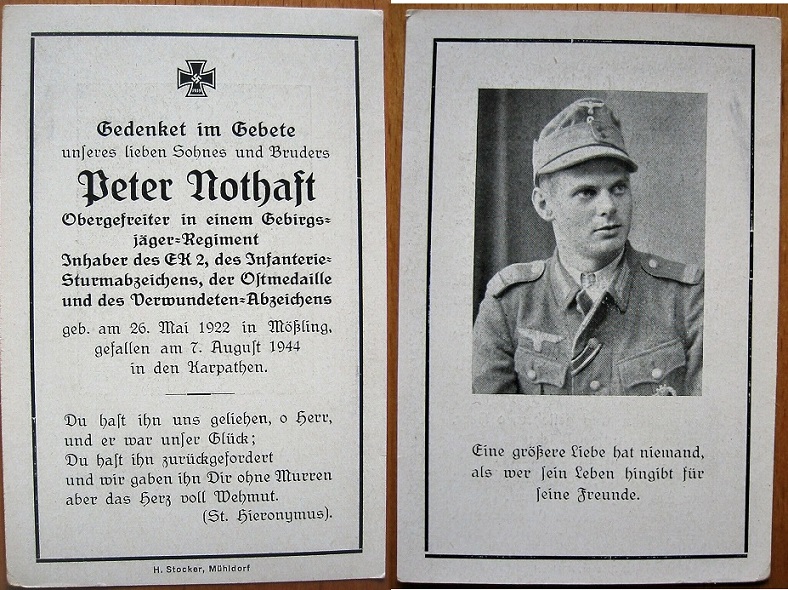 Gedenket im Gebete
unſeres lieben Sohnes und Bruders
Peter Nothaft
Obergefreiter in einem Gebirgs-
jäger-Regiment
Inhaber des EK 2, des Infanterie-
Sturmabzeichens, der Oſtmedaille
und des Verwundeten-Abzeichens
geb. am 26. Mai 1922 in Mößling,
gefallen am 7. Auguſt 1944
in den Karpathen.
Du haſt ihn uns geliehen, o Herr,
und er war unſer Glück;
Du haſt ihn zurückgefordert
und wir gaben ihn Dir ohne Murren
aber das Herz voll Wehmut.
(St. Hieronymus).
H. Stocker, Mühldorf
Eine größere Liebe hat niemand,
als wer ſein Leben hingibt für
ſeine Freunde.